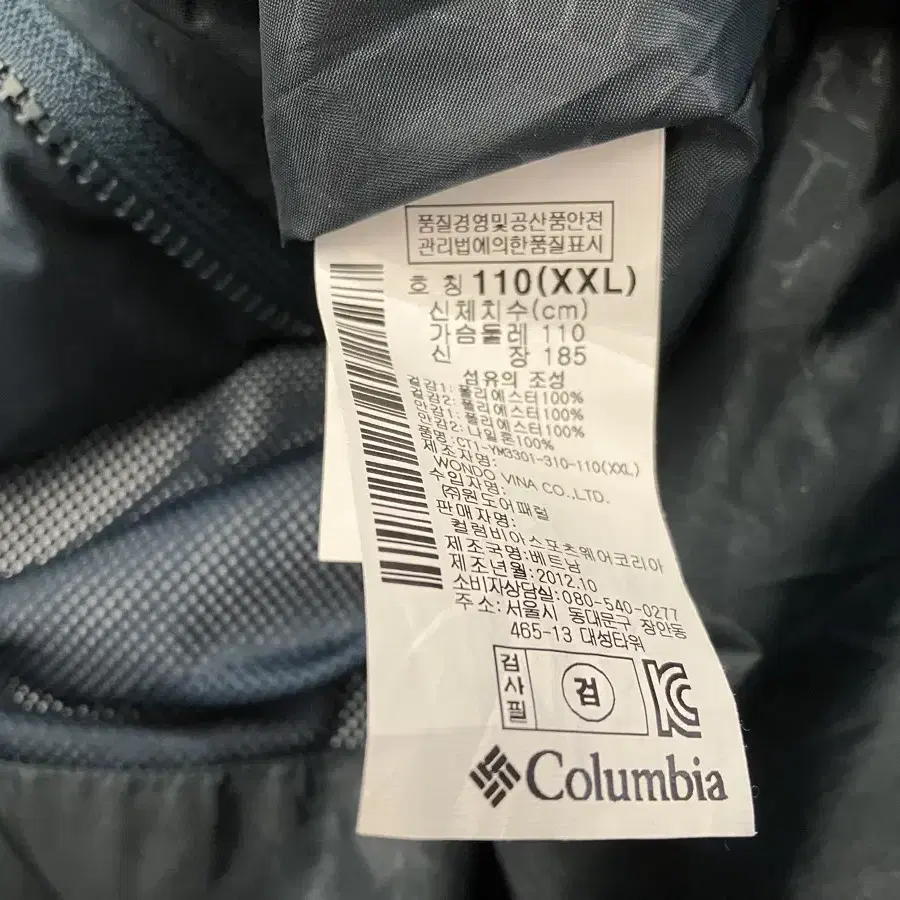 품질경영및공산품안전
관리법에의한품질표시
호 칭 110(XXL)
신체치수(cm)
가슴둘레 110
신 장 185
섬유의 조성
겉감1: 폴리에스터100%
겉감2: 폴리에스터100%
안감1: 폴리에스터100%
안감2: 나일론100%
품명: C11-YM3301-310-110(XXL)
제조자명:
WONDO VINA CO.,LTD.
수입자명:
㈜원도어패럴
판매자명:
컬럼비아스포츠웨어코리아
제조국명:베트남
제조년월:2012.10
소비자상담실:080-540-0277
주소:서울시 동대문구 장안동
465-13 대성타워
검사필
검
KC
Columbia